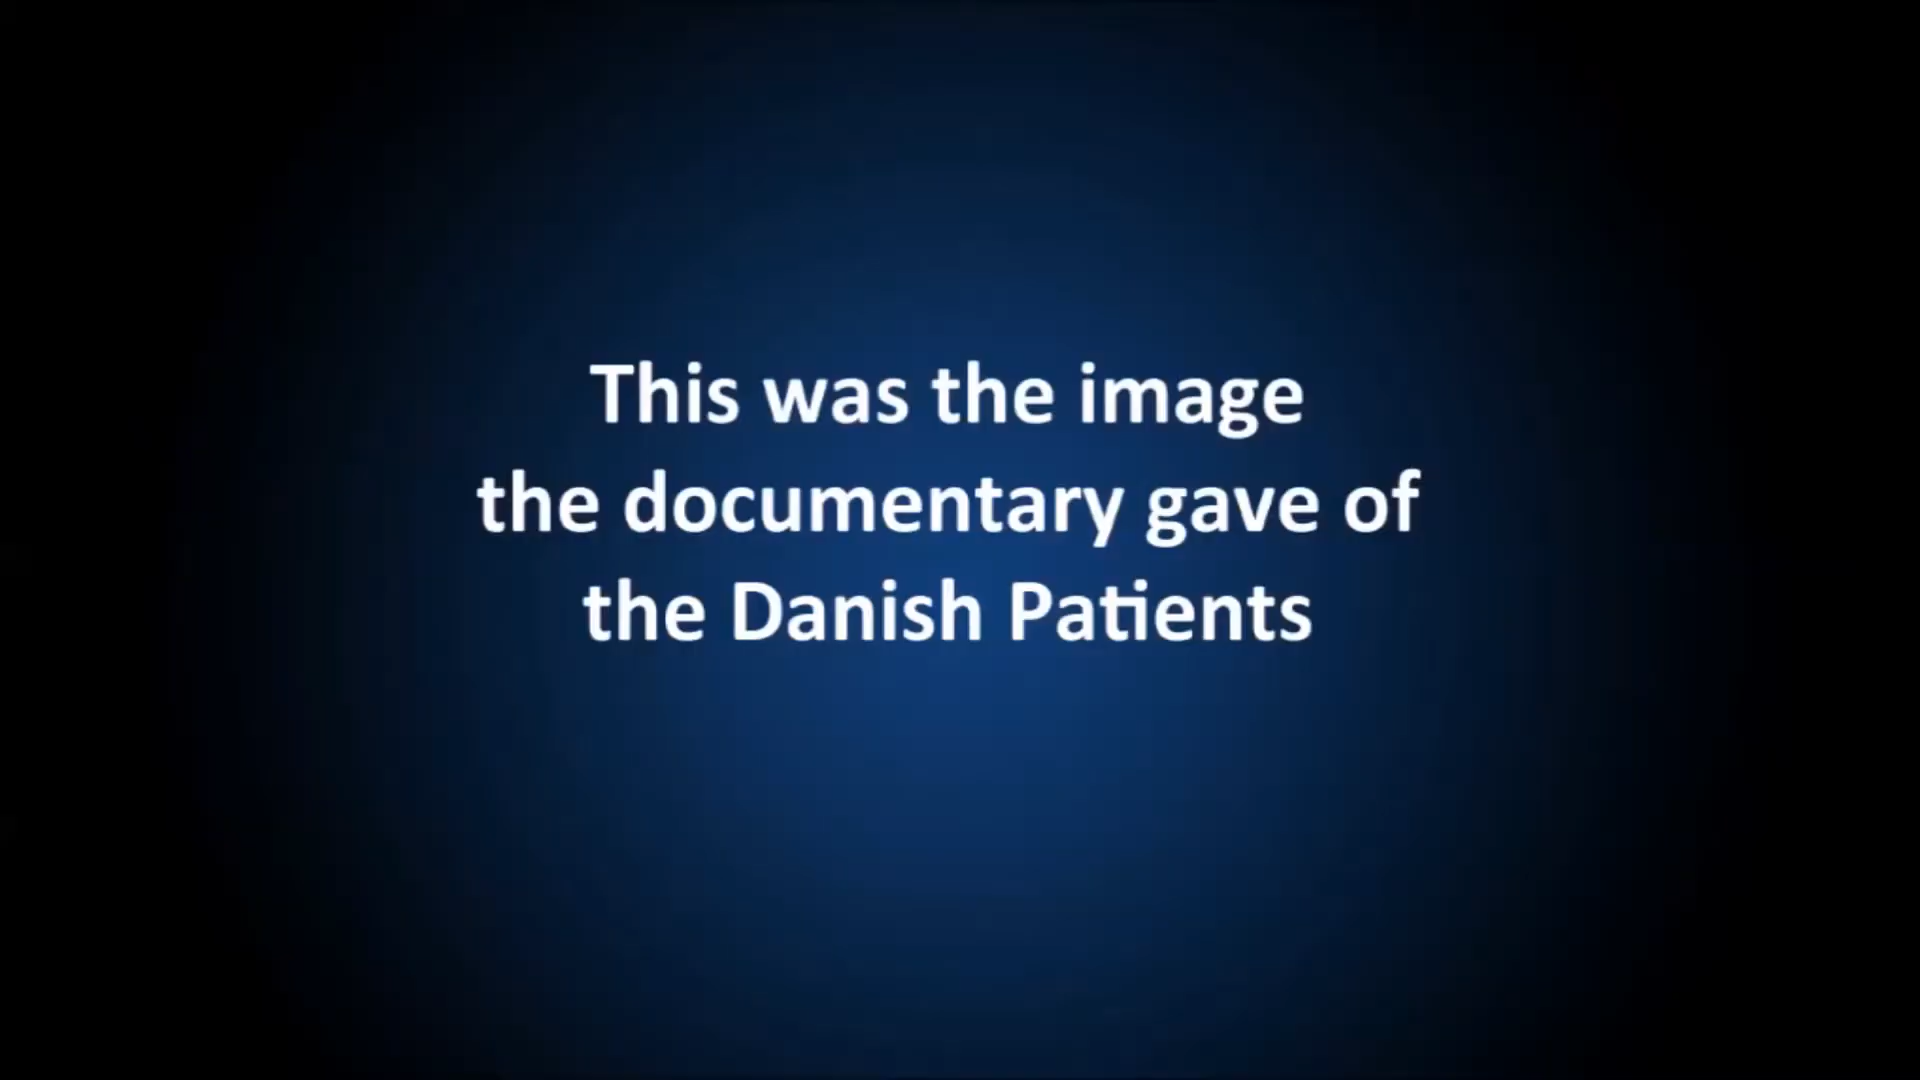 This was the image
the documentary gave of
the Danish Patients